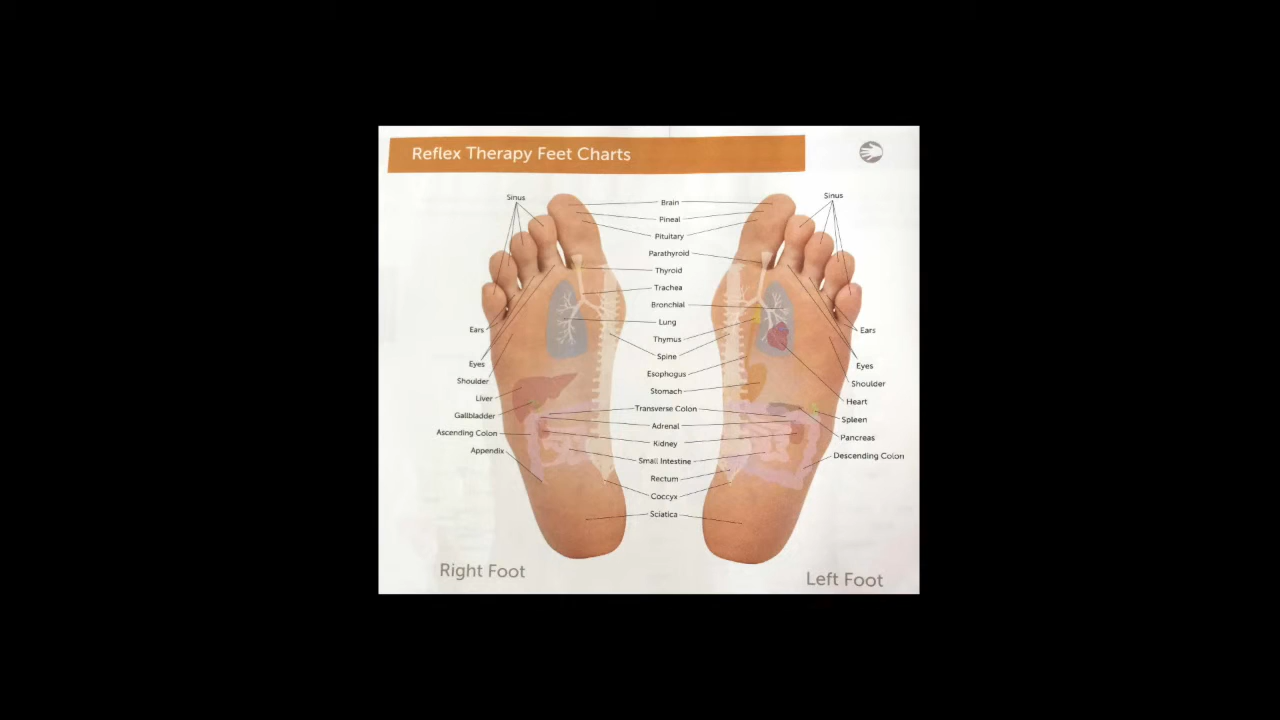 Reflex Therapy Feet Charts
Sinus
Brain
Sinus
Pineal
Pituitary
Parathyroid
Thyroid
Trachea
Bronchial
Lung
Thymus
Spine
Esophogus
Stomach
Transverse Colon
Adrenal
Kidney
Small Intestine
Rectum
Coccyx
Sciatica
Ears
Eyes
Shoulder
Liver
Gallbladder
Ascending Colon
Appendix
Ears
Eyes
Shoulder
Heart
Spleen
Pancreas
Descending Colon
Right Foot
Left Foot